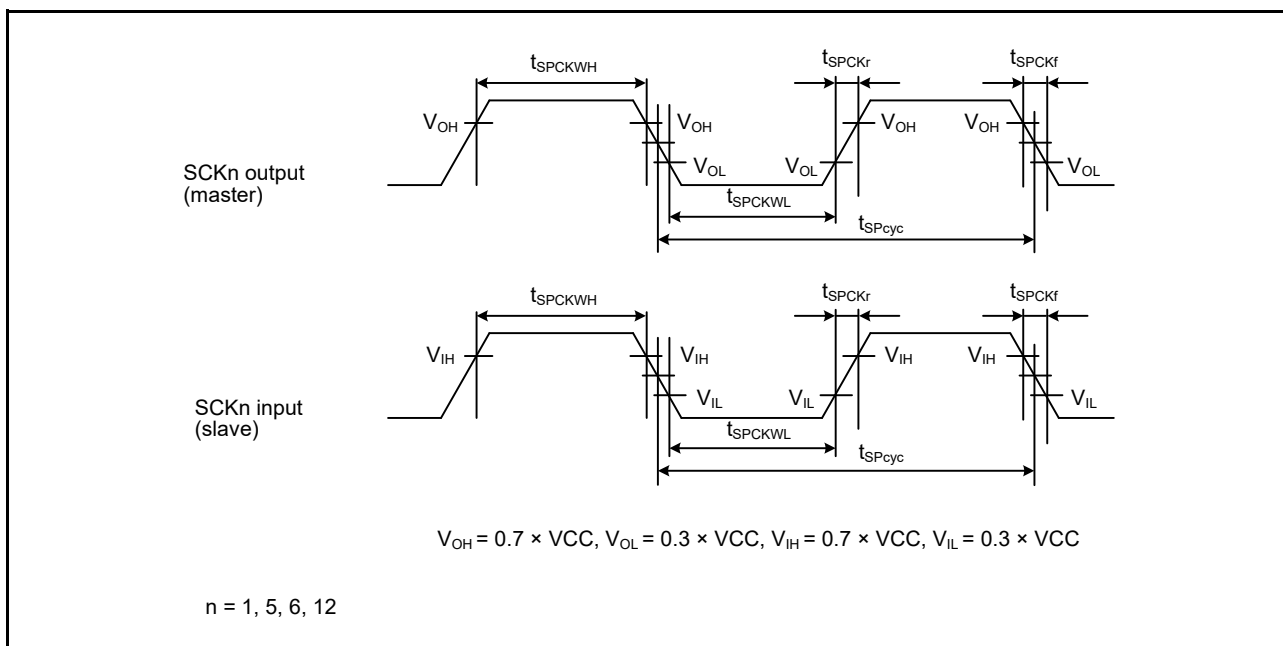 tSPCKWH
tSPCKr
tSPCKf
VOH
VOH
VOH
VOH
SCKn output
(master)
VOL
VOL
VOL
tSPCKWL
tSPcyc
tSPCKWH
tSPCKr
tSPCKf
VIH
VIH
VIH
VIH
SCKn input
(slave)
VIL
VIL
VIL
tSPCKWL
tSPcyc
VOH = 0.7 × VCC, VOL = 0.3 × VCC, VIH = 0.7 × VCC, VIL = 0.3 × VCC
n = 1, 5, 6, 12